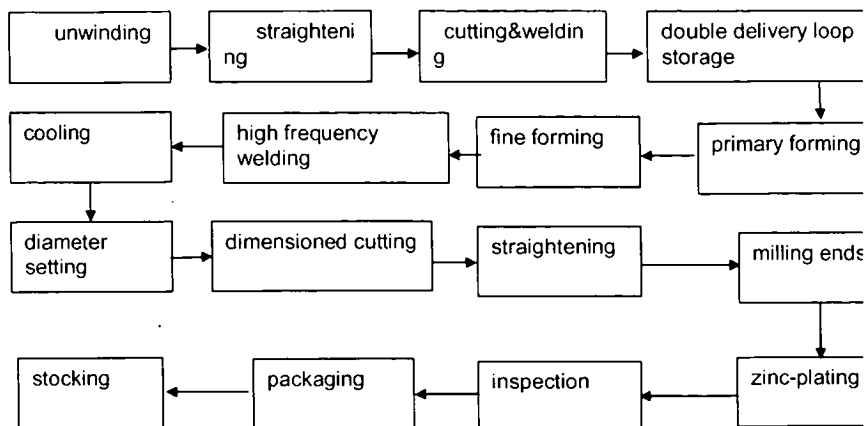 unwinding
straighteni
ng
cutting&weldin
g
double delivery loop
storage
primary forming
fine forming
high frequency
welding
cooling
diameter
setting
dimensioned cutting
straightening
milling ends
zinc-plating
inspection
packaging
stocking